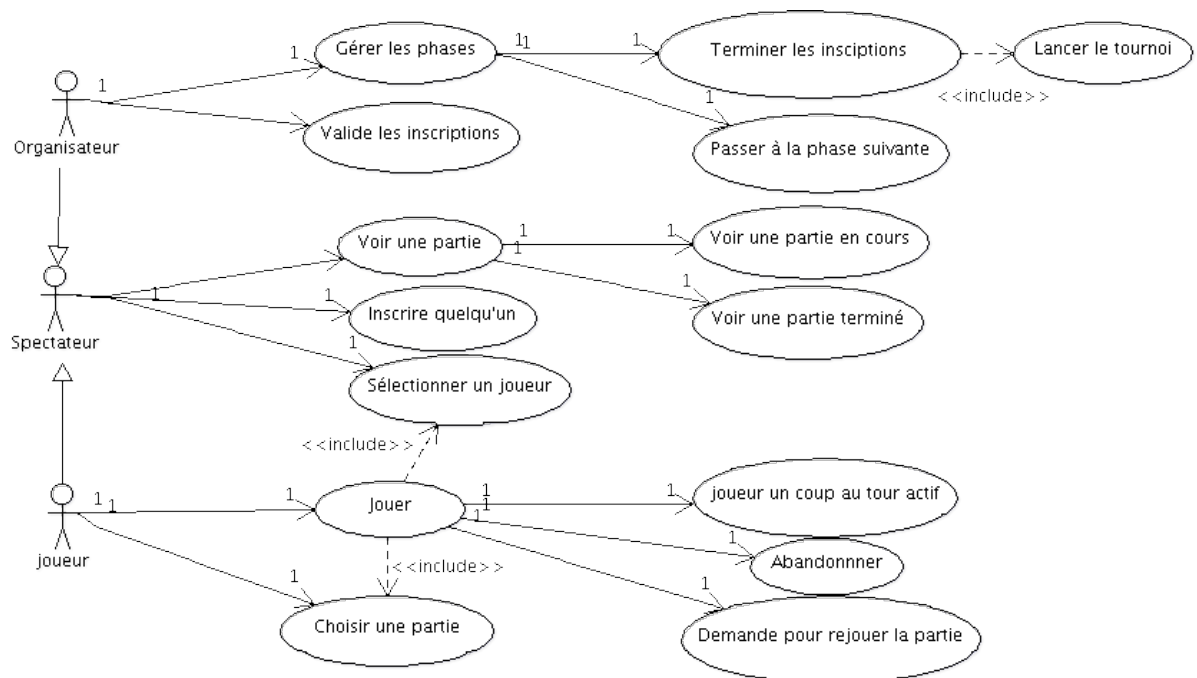 Gérer les phases
1
1
1
1
1
Terminer les insciptions
Lancer le tournoi
<<include>>
Organisateur
1
Valide les inscriptions
1
Passer à la phase suivante
Voir une partie
1
1
1
Voir une partie en cours
1
1
Inscrire quelqu'un
1
Voir une partie terminé
Spectateur
1
Sélectionner un joueur
<<include>>
1
1
1
Jouer
1
1
1
1
joueur un coup au tour actif
joueur
1
Abandonnner
<<include>>
1
Choisir une partie
1
Demande pour rejouer la partie